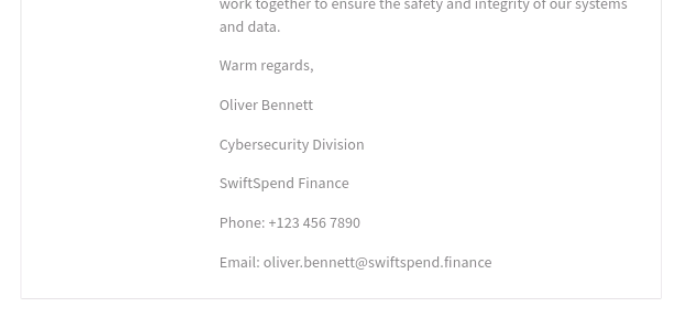 work together to ensure the safety and integrity of our systems
and data.
Warm regards,
Oliver Bennett
Cybersecurity Division
SwiftSpend Finance
Phone: +123 456 7890
Email: oliver.bennett@swiftspend.finance